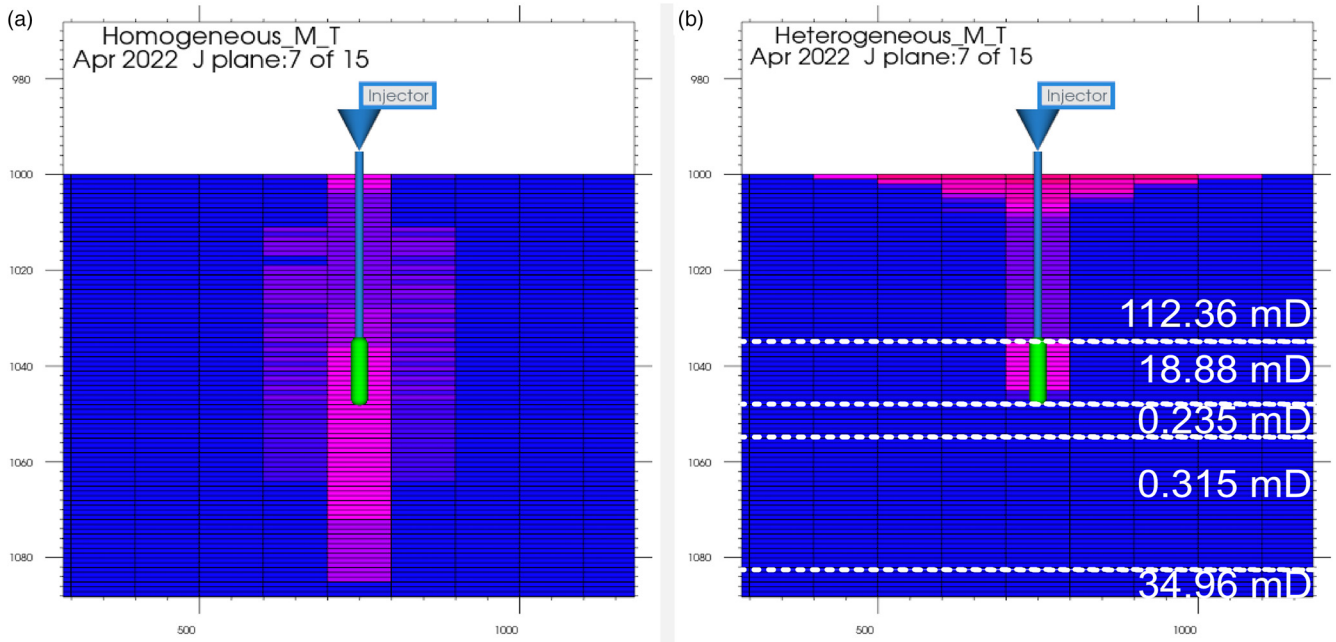 (a)
Homogeneous_M_T
Apr 2022 J plane:7 of 15
Injector
980
1000
1020
1040
1060
1080
500
1000
(b)
Heterogeneous_M_T
Apr 2022 J plane:7 of 15
Injector
980
1000
1020
1040
1060
1080
112.36 mD
18.88 mD
0.235 mD
0.315 mD
34.96 mD
500
1000